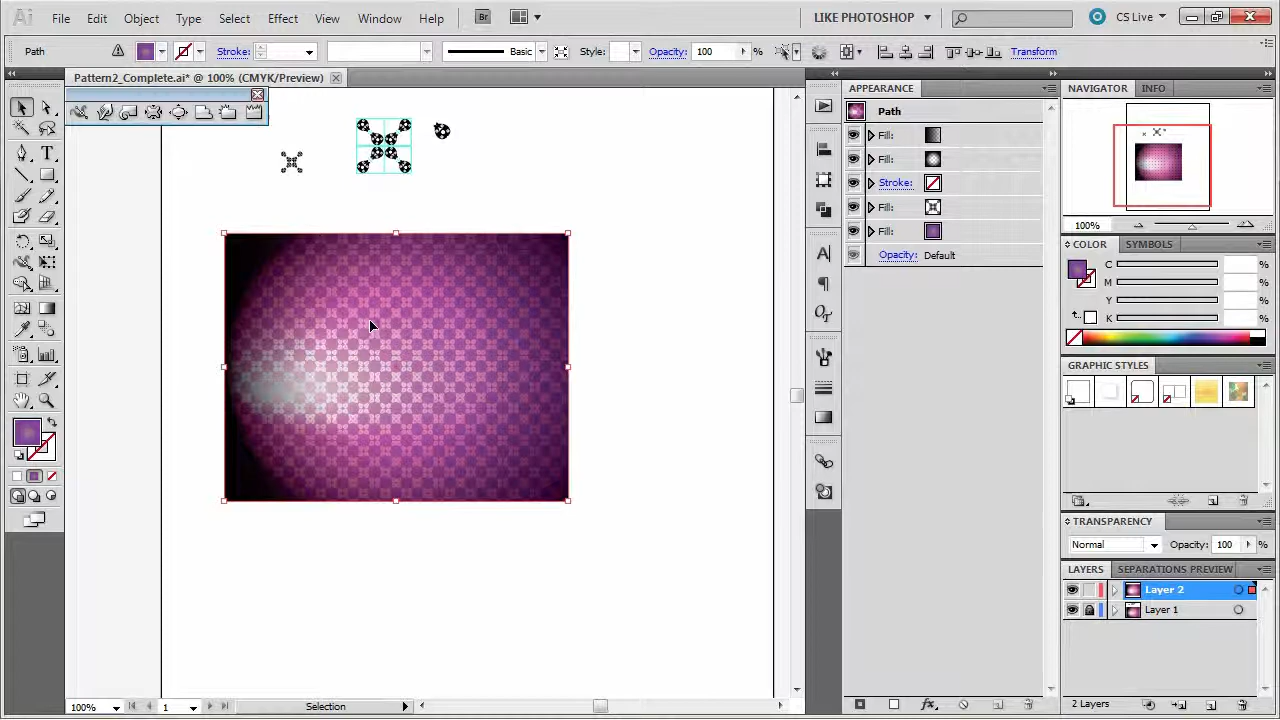 Ai File Edit Object Type Select Effect View Window Help Br LIKE PHOTOSHOP CS Live
Path Stroke: Basic Style: Opacity: 100 % Transform
Pattern2_Complete.ai* @ 100% (CMYK/Preview)
APPEARANCE
Path
Fill:
Fill:
Stroke:
Fill:
Fill:
Opacity: Default
NAVIGATOR INFO
100%
COLOR SYMBOLS
C
M
Y
K
GRAPHIC STYLES
TRANSPARENCY
Normal Opacity: 100 %
LAYERS SEPARATIONS PREVIEW
Layer 2
Layer 1
2 Layers
100% 1 Selection